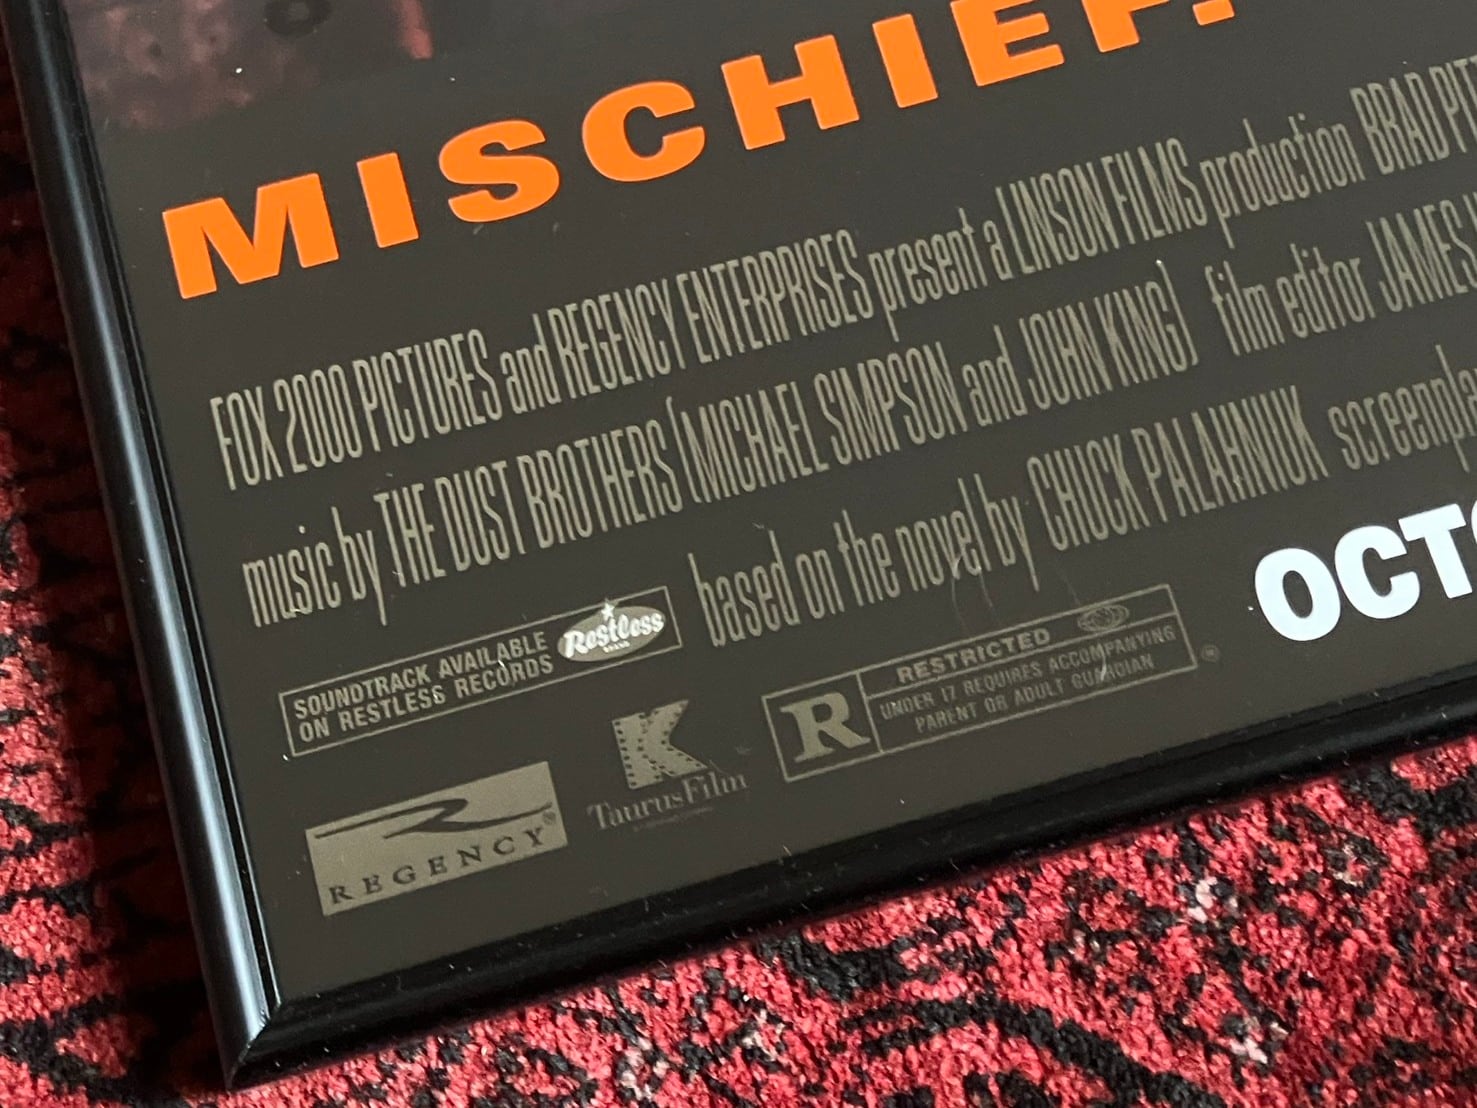 MISCHIEF.
FOX 2000 PICTURES and REGENCY ENTERPRISES present a LINSON FILMS production BRAD PITT
music by THE DUST BROTHERS (MICHAEL SIMPSON and JOHN KING) film editor JAMES
based on the novel by CHUCK PALAHNIUK screenpla
OCTO
SOUNDTRACK AVAILABLE
ON RESTLESS RECORDS
Restless
R
RESTRICTED
UNDER 17 REQUIRES ACCOMPANYING
PARENT OR ADULT GUARDIAN
®
TaurusFilm
REGENCY®